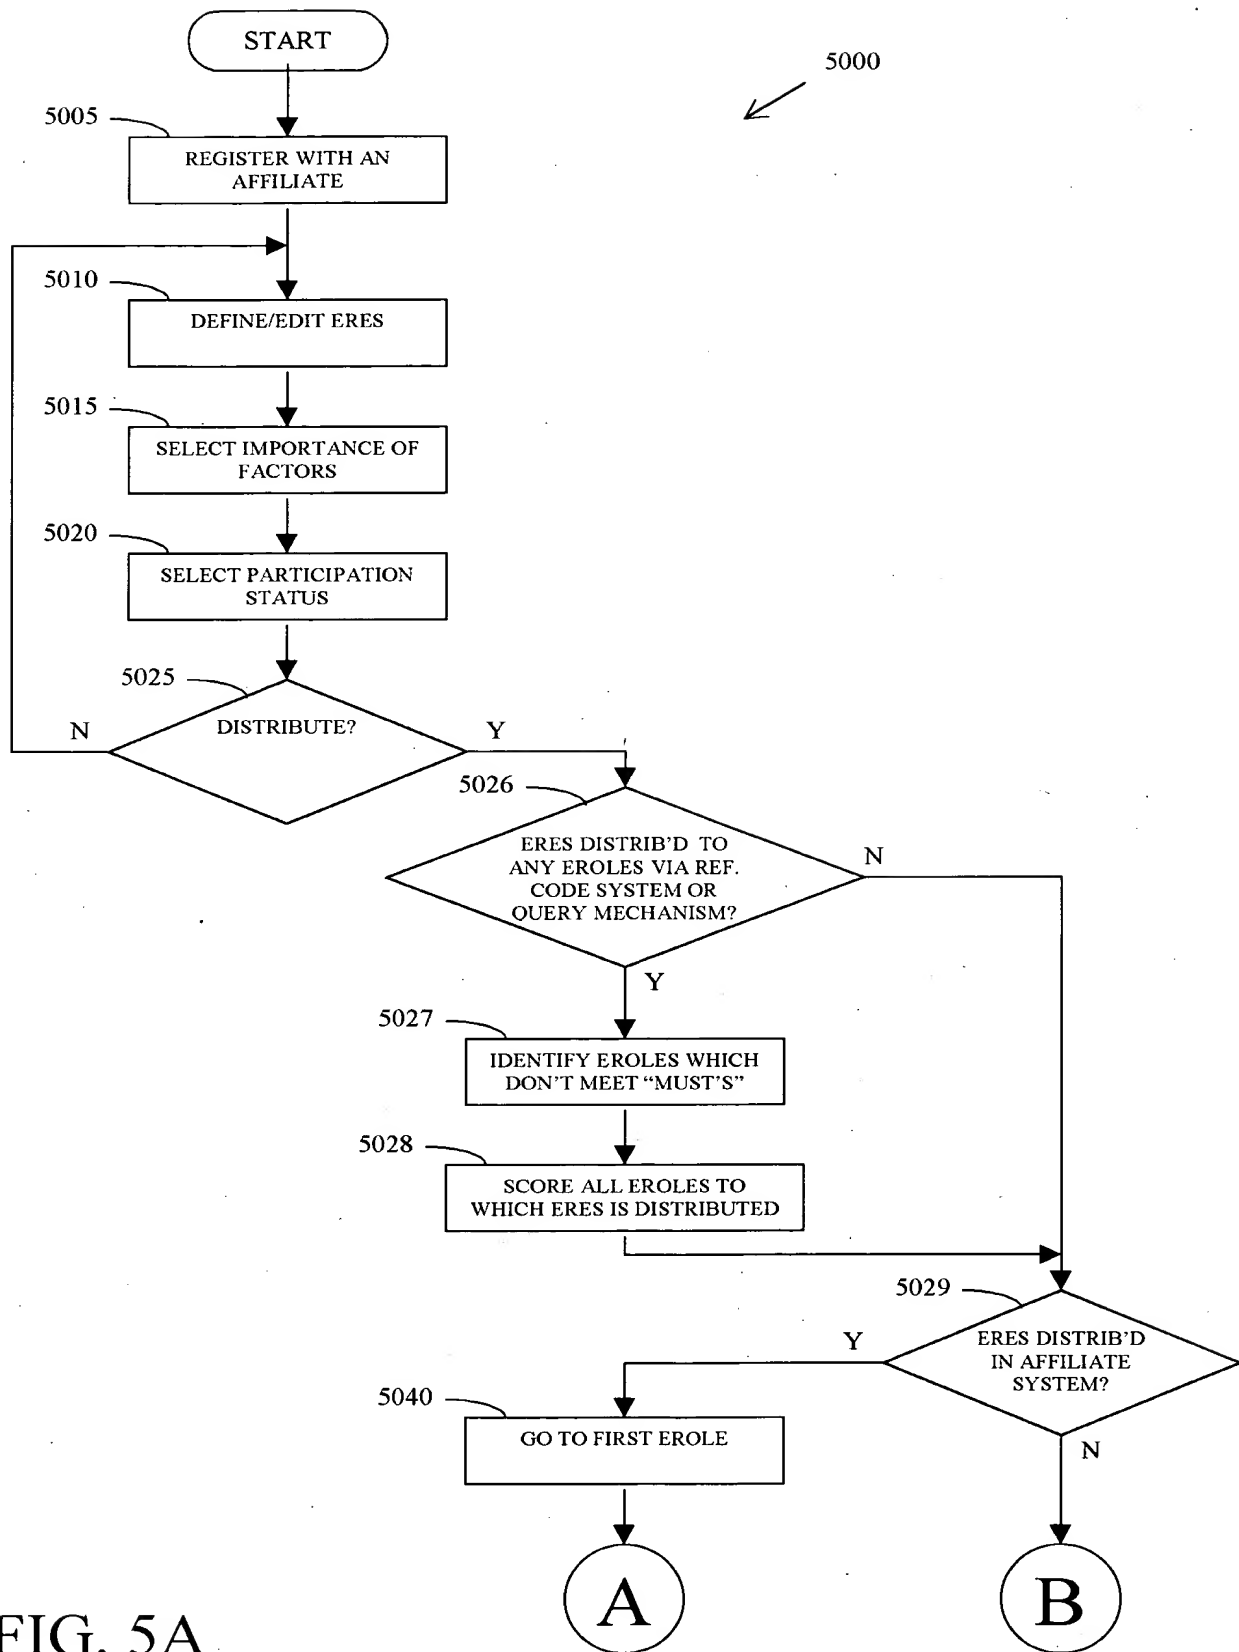 START
5000
5005
REGISTER WITH AN
AFFILIATE
5010
DEFINE/EDIT ERES
5015
SELECT IMPORTANCE OF
FACTORS
5020
SELECT PARTICIPATION
STATUS
5025
DISTRIBUTE?
N
Y
5026
ERES DISTRIB'D TO
ANY EROLES VIA REF.
CODE SYSTEM OR
QUERY MECHANISM?
N
Y
5027
IDENTIFY EROLES WHICH
DON'T MEET “MUST'S”
5028
SCORE ALL EROLES TO
WHICH ERES IS DISTRIBUTED
5029
ERES DISTRIB'D
IN AFFILIATE
SYSTEM?
Y
N
5040
GO TO FIRST EROLE
A
B
FIG. 5A